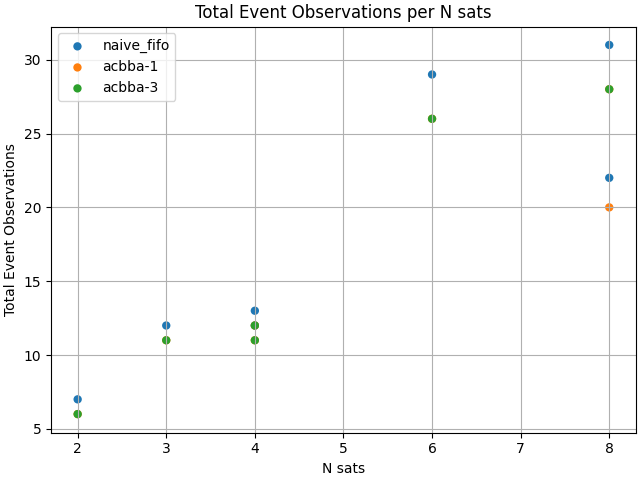 Total Event Observations per N sats
naive_fifo
acbba-1
acbba-3
Total Event Observations
30
25
20
15
10
5
2
3
4
5
6
7
8
N sats